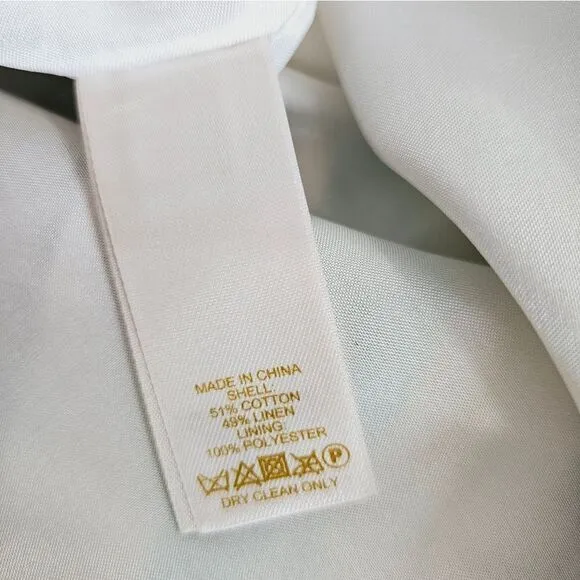 MADE IN CHINA
SHELL:
51% COTTON
49% LINEN
LINING:
100% POLYESTER
P
DRY CLEAN ONLY